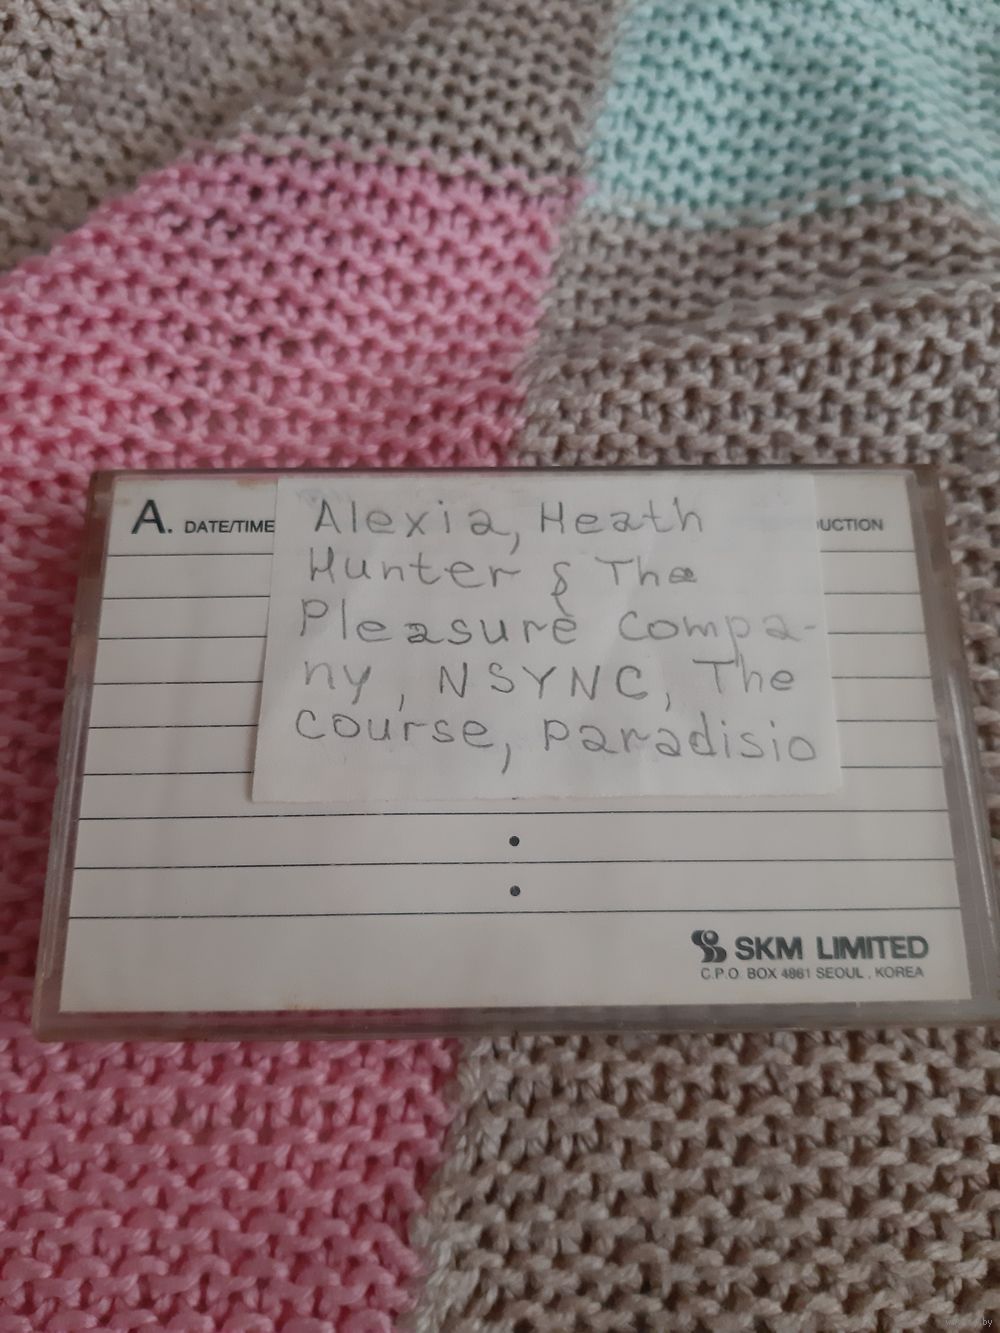 A. DATE/TIME
UCTION
Alexia, Heath
Hunter & The
Pleasure Compa-
ny, NSYNC, The
Course, Paradisio
SKM LIMITED
C.P.O. BOX 4861 SEOUL, KOREA